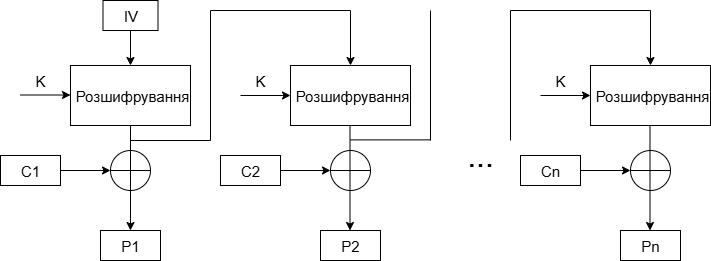 IV
K
Розшифрування
K
Розшифрування
K
Розшифрування
C1
C2
...
Cn
P1
P2
Pn